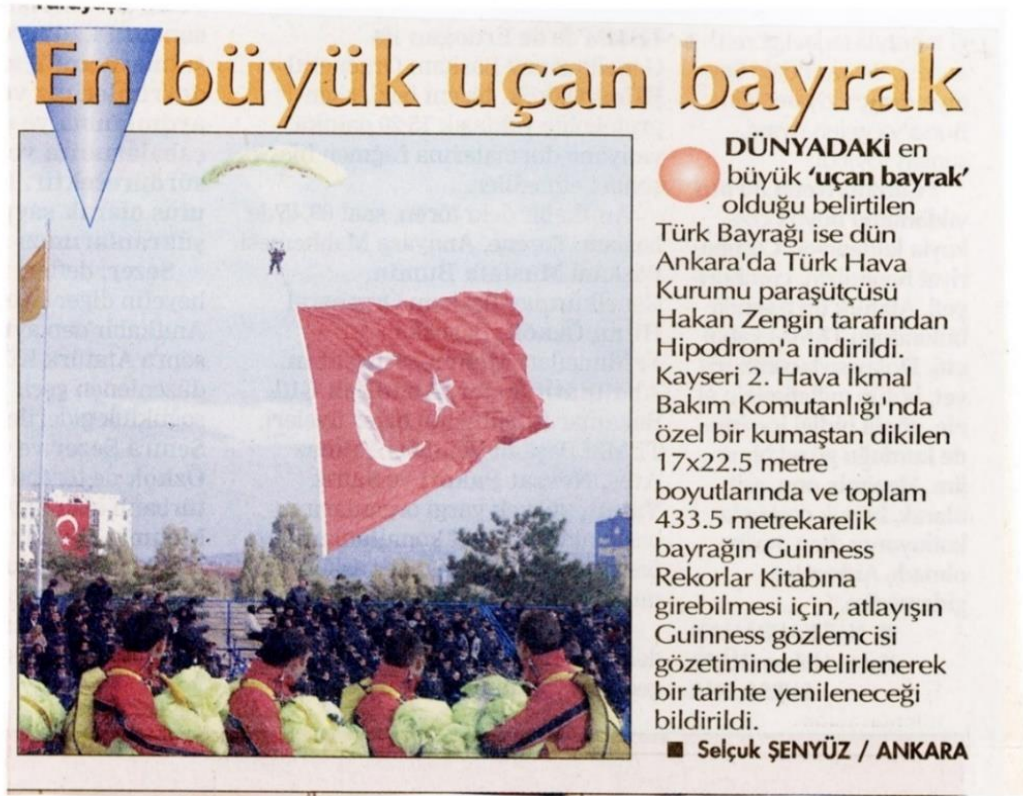 En büyük uçan bayrak
DÜNYADAKİ en
büyük ‘uçan bayrak’
olduğu belirtilen
Türk Bayrağı ise dün
Ankara'da Türk Hava
Kurumu paraşütçüsü
Hakan Zengin tarafından
Hipodrom'a indirildi.
Kayseri 2. Hava İkmal
Bakım Komutanlığı'nda
özel bir kumaştan dikilen
17x22.5 metre
boyutlarında ve toplam
433.5 metrekarelik
bayrağın Guinness
Rekorlar Kitabına
girebilmesi için, atlayışın
Guinness gözlemcisi
gözetiminde belirlenerek
bir tarihte yenileneceği
bildirildi.
■ Selçuk ŞENYÜZ / ANKARA